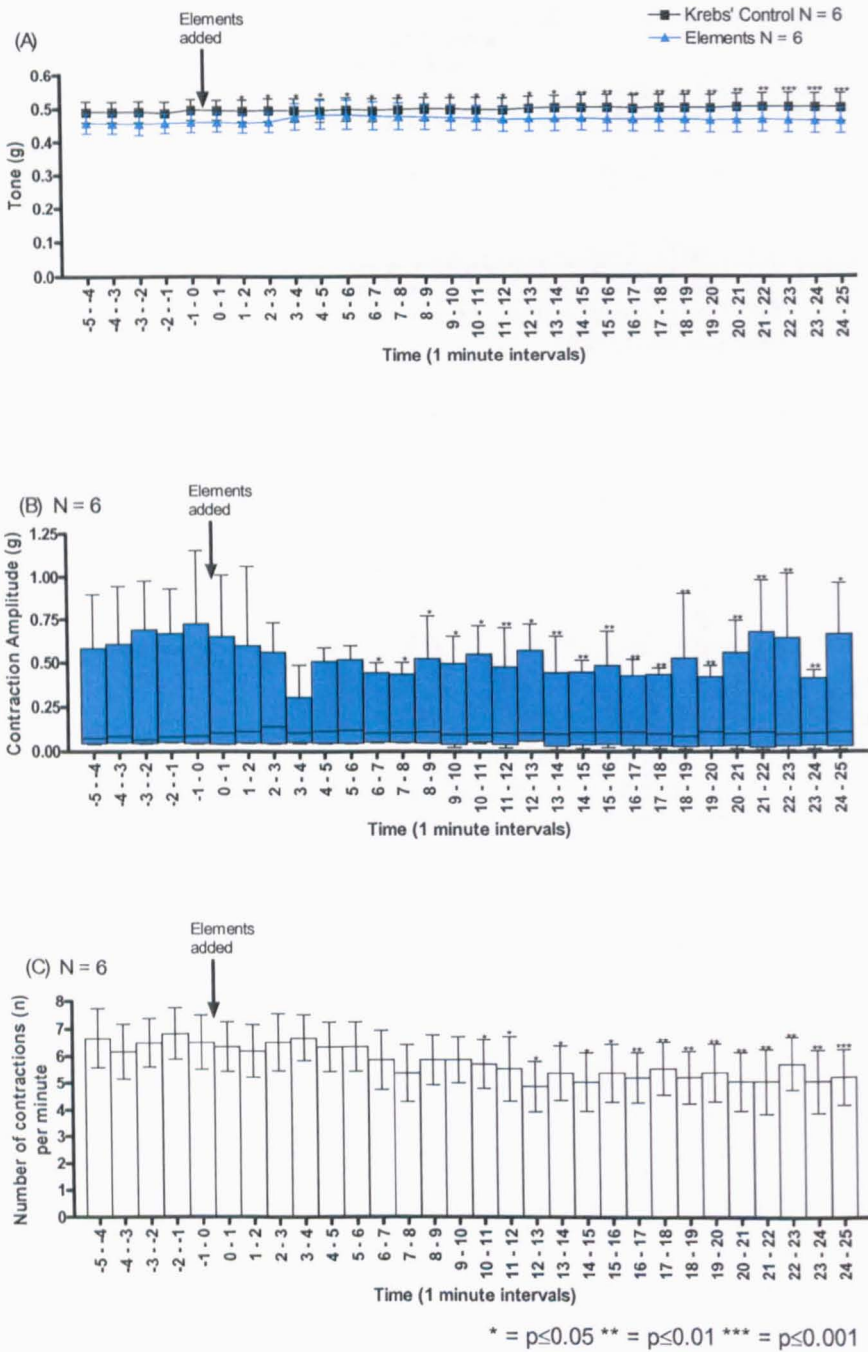 Elements
added
Krebs' Control N = 6
Elements N = 6
(A)
0.6
0.5
0.4
0.3
0.2
0.1
0.0
Tone (g)
* * * * * * * * * * * * * ** ** ** ** ** ** ** ** *** *** ***
-5 - -4 -4 - -3 -3 - -2 -2 - -1 -1 - 0 0 - 1 1 - 2 2 - 3 3 - 4 4 - 5 5 - 6 6 - 7 7 - 8 8 - 9 9 - 10 10 - 11 11 - 12 12 - 13 13 - 14 14 - 15 15 - 16 16 - 17 17 - 18 18 - 19 19 - 20 20 - 21 21 - 22 22 - 23 23 - 24 24 - 25
Time (1 minute intervals)
(B) N = 6
Elements
added
1.25
1.00
0.75
0.50
0.25
0.00
Contraction Amplitude (g)
* * * * * ** * ** ** ** ** ** ** ** ** ** ** ** *
-5 - -4 -4 - -3 -3 - -2 -2 - -1 -1 - 0 0 - 1 1 - 2 2 - 3 3 - 4 4 - 5 5 - 6 6 - 7 7 - 8 8 - 9 9 - 10 10 - 11 11 - 12 12 - 13 13 - 14 14 - 15 15 - 16 16 - 17 17 - 18 18 - 19 19 - 20 20 - 21 21 - 22 22 - 23 23 - 24 24 - 25
Time (1 minute intervals)
Elements
added
(C) N = 6
8
7
6
5
4
3
2
1
0
Number of contractions (n)
per minute
* * * * * * ** ** ** ** ** ** ** ** ***
-5 - -4 -4 - -3 -3 - -2 -2 - -1 -1 - 0 0 - 1 1 - 2 2 - 3 3 - 4 4 - 5 5 - 6 6 - 7 7 - 8 8 - 9 9 - 10 10 - 11 11 - 12 12 - 13 13 - 14 14 - 15 15 - 16 16 - 17 17 - 18 18 - 19 19 - 20 20 - 21 21 - 22 22 - 23 23 - 24 24 - 25
Time (1 minute intervals)
* = p≤0.05 ** = p≤0.01 *** = p≤0.001